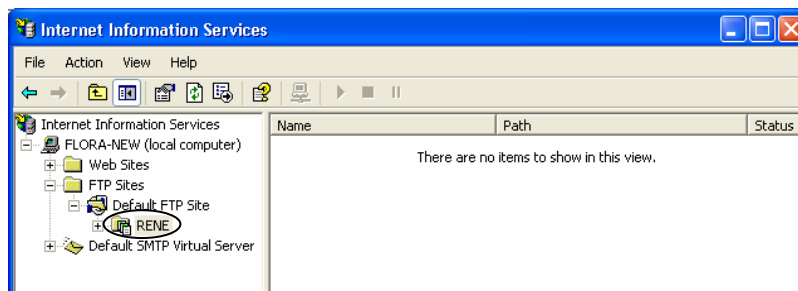 Internet Information Services
File Action View Help
Internet Information Services
Name Path Status
FLORA-NEW (local computer)
There are no items to show in this view.
Web Sites
FTP Sites
Default FTP Site
RENE
Default SMTP Virtual Server